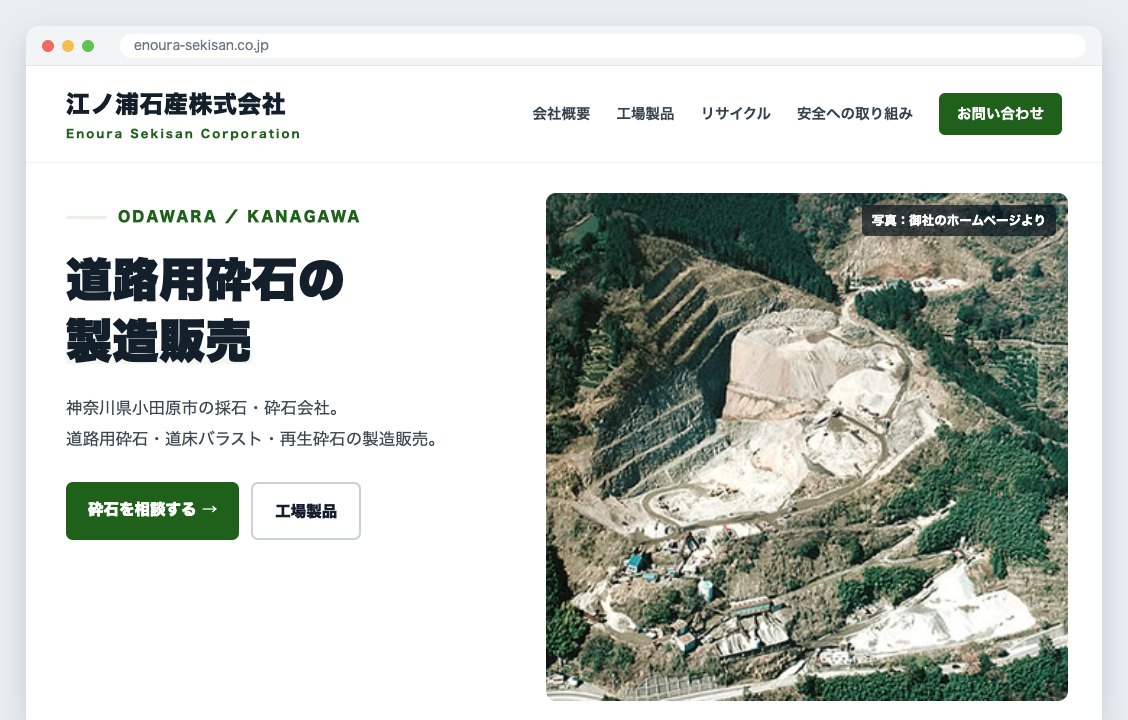 enoura-sekisan.co.jp
江ノ浦石産株式会社
Enoura Sekisan Corporation
会社概要
工場製品
リサイクル
安全への取り組み
お問い合わせ
ODAWARA ／ KANAGAWA
道路用砕石の
製造販売
神奈川県小田原市の採石・砕石会社。
道路用砕石・道床バラスト・再生砕石の製造販売。
砕石を相談する →
工場製品
写真：御社のホームページより